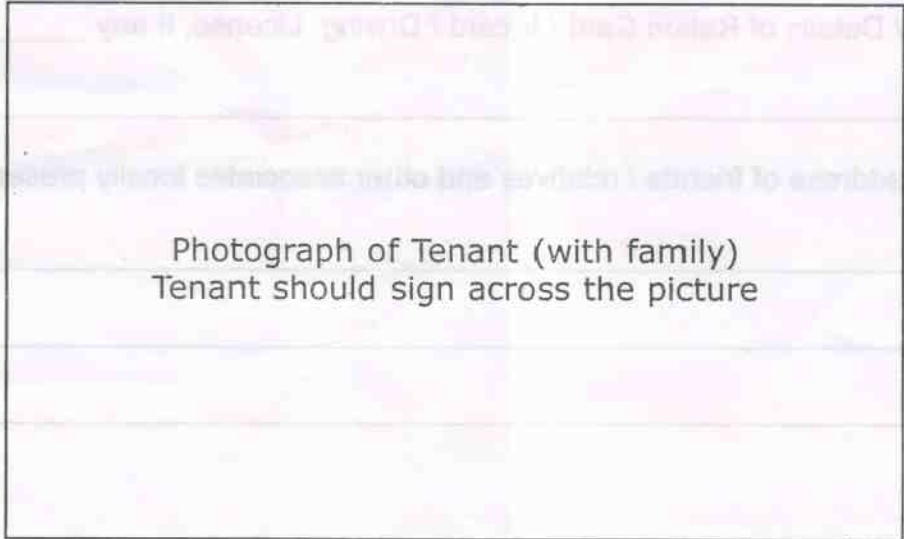 Details of Ration Card / I card / Driving License, If any
address of friends / relatives and other associates locally
Photograph of Tenant (with family)
Tenant should sign across the picture